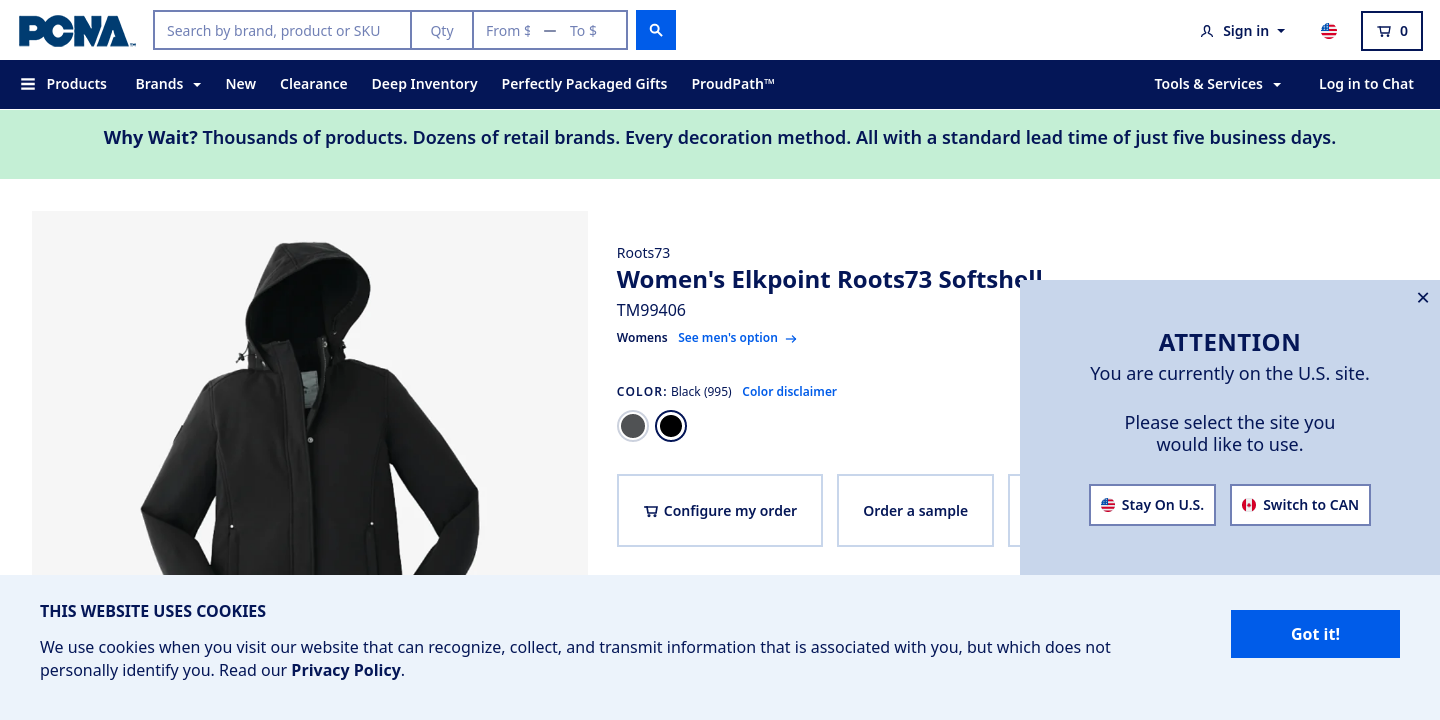 PCNA™
Search by brand, product or SKU
Qty
From $
To $
Sign in
0
Products
Brands
New
Clearance
Deep Inventory
Perfectly Packaged Gifts
ProudPath™
Tools & Services
Log in to Chat
Why Wait? Thousands of products. Dozens of retail brands. Every decoration method. All with a standard lead time of just five business days.
Roots73
Women's Elkpoint Roots73 Softshell
TM99406
Womens See men's option
COLOR: Black (995) Color disclaimer
Configure my order
Order a sample
ATTENTION
You are currently on the U.S. site.
Please select the site you
would like to use.
Stay On U.S.
Switch to CAN
THIS WEBSITE USES COOKIES
We use cookies when you visit our website that can recognize, collect, and transmit information that is associated with you, but which does not
personally identify you. Read our Privacy Policy.
Got it!